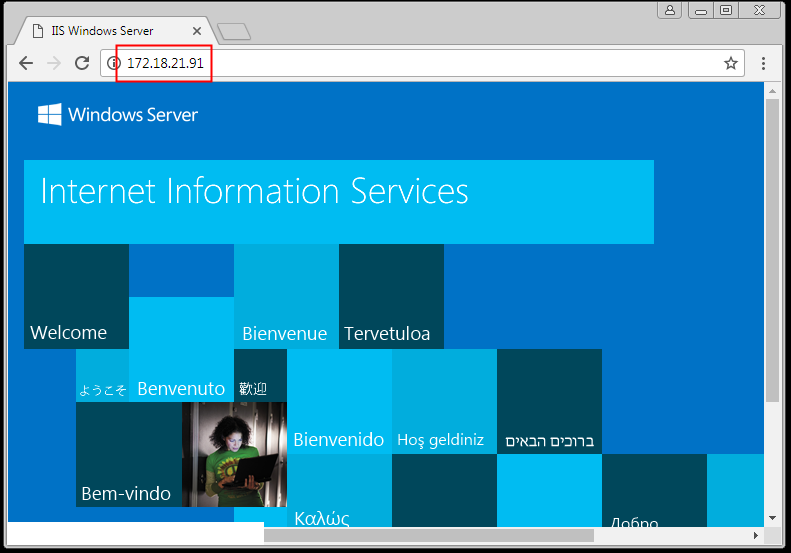 IIS Windows Server
172.18.21.91
Windows Server
Internet Information Services
Welcome
Bienvenue
Tervetuloa
ようこそ
Benvenuto
歡迎
Bienvenido
Hoş geldiniz
ברוכים הבאים
Bem-vindo
Καλώς
Добро